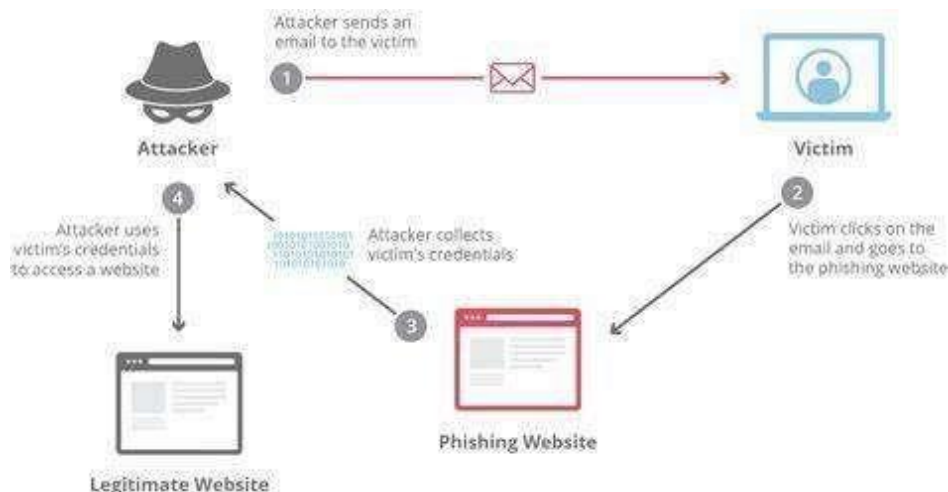 Attacker sends an
email to the victim
1
Attacker
Victim
4
2
Attacker uses
victim's credentials
to access a website
Attacker collects
victim's credentials
Victim clicks on the
email and goes to
the phishing website
3
Phishing Website
Legitimate Website